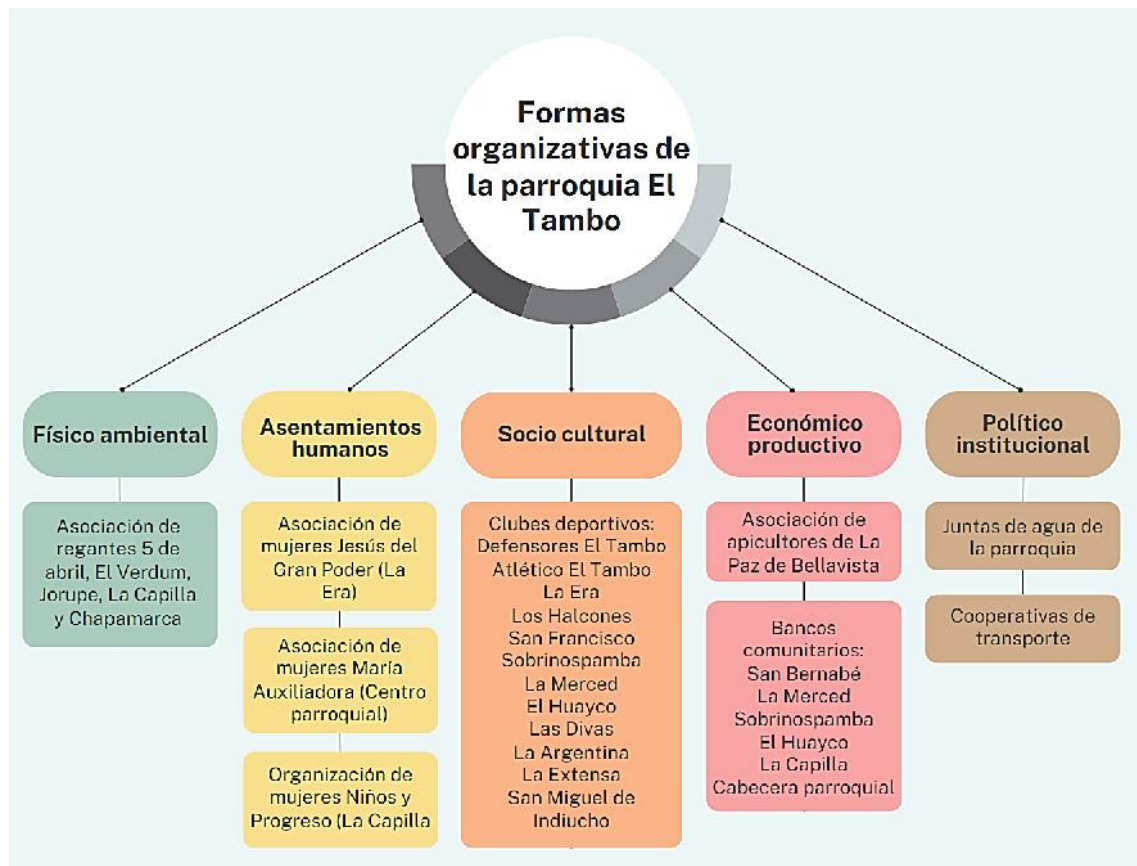 Formas
organizativas de
la parroquia El
Tambo
Físico ambiental
Asociación de
regantes 5 de
abril, El Verdum,
Jorupe, La Capilla
y Chapamarca
Asentamientos
humanos
Asociación de
mujeres Jesús del
Gran Poder (La
Era)
Asociación de
mujeres María
Auxiliadora (Centro
parroquial)
Organización de
mujeres Niños y
Progreso (La Capilla
Socio cultural
Clubes deportivos:
Defensores El Tambo
Atlético El Tambo
La Era
Los Halcones
San Francisco
Sobrinospamba
La Merced
El Huayco
Las Divas
La Argentina
La Extensa
San Miguel de
Indiucho
Económico
productivo
Asociación de
apicultores de La
Paz de Bellavista
Bancos
comunitarios:
San Bernabé
La Merced
Sobrinospamba
El Huayco
La Capilla
Cabecera parroquial
Político
institucional
Juntas de agua de
la parroquia
Cooperativas de
transporte